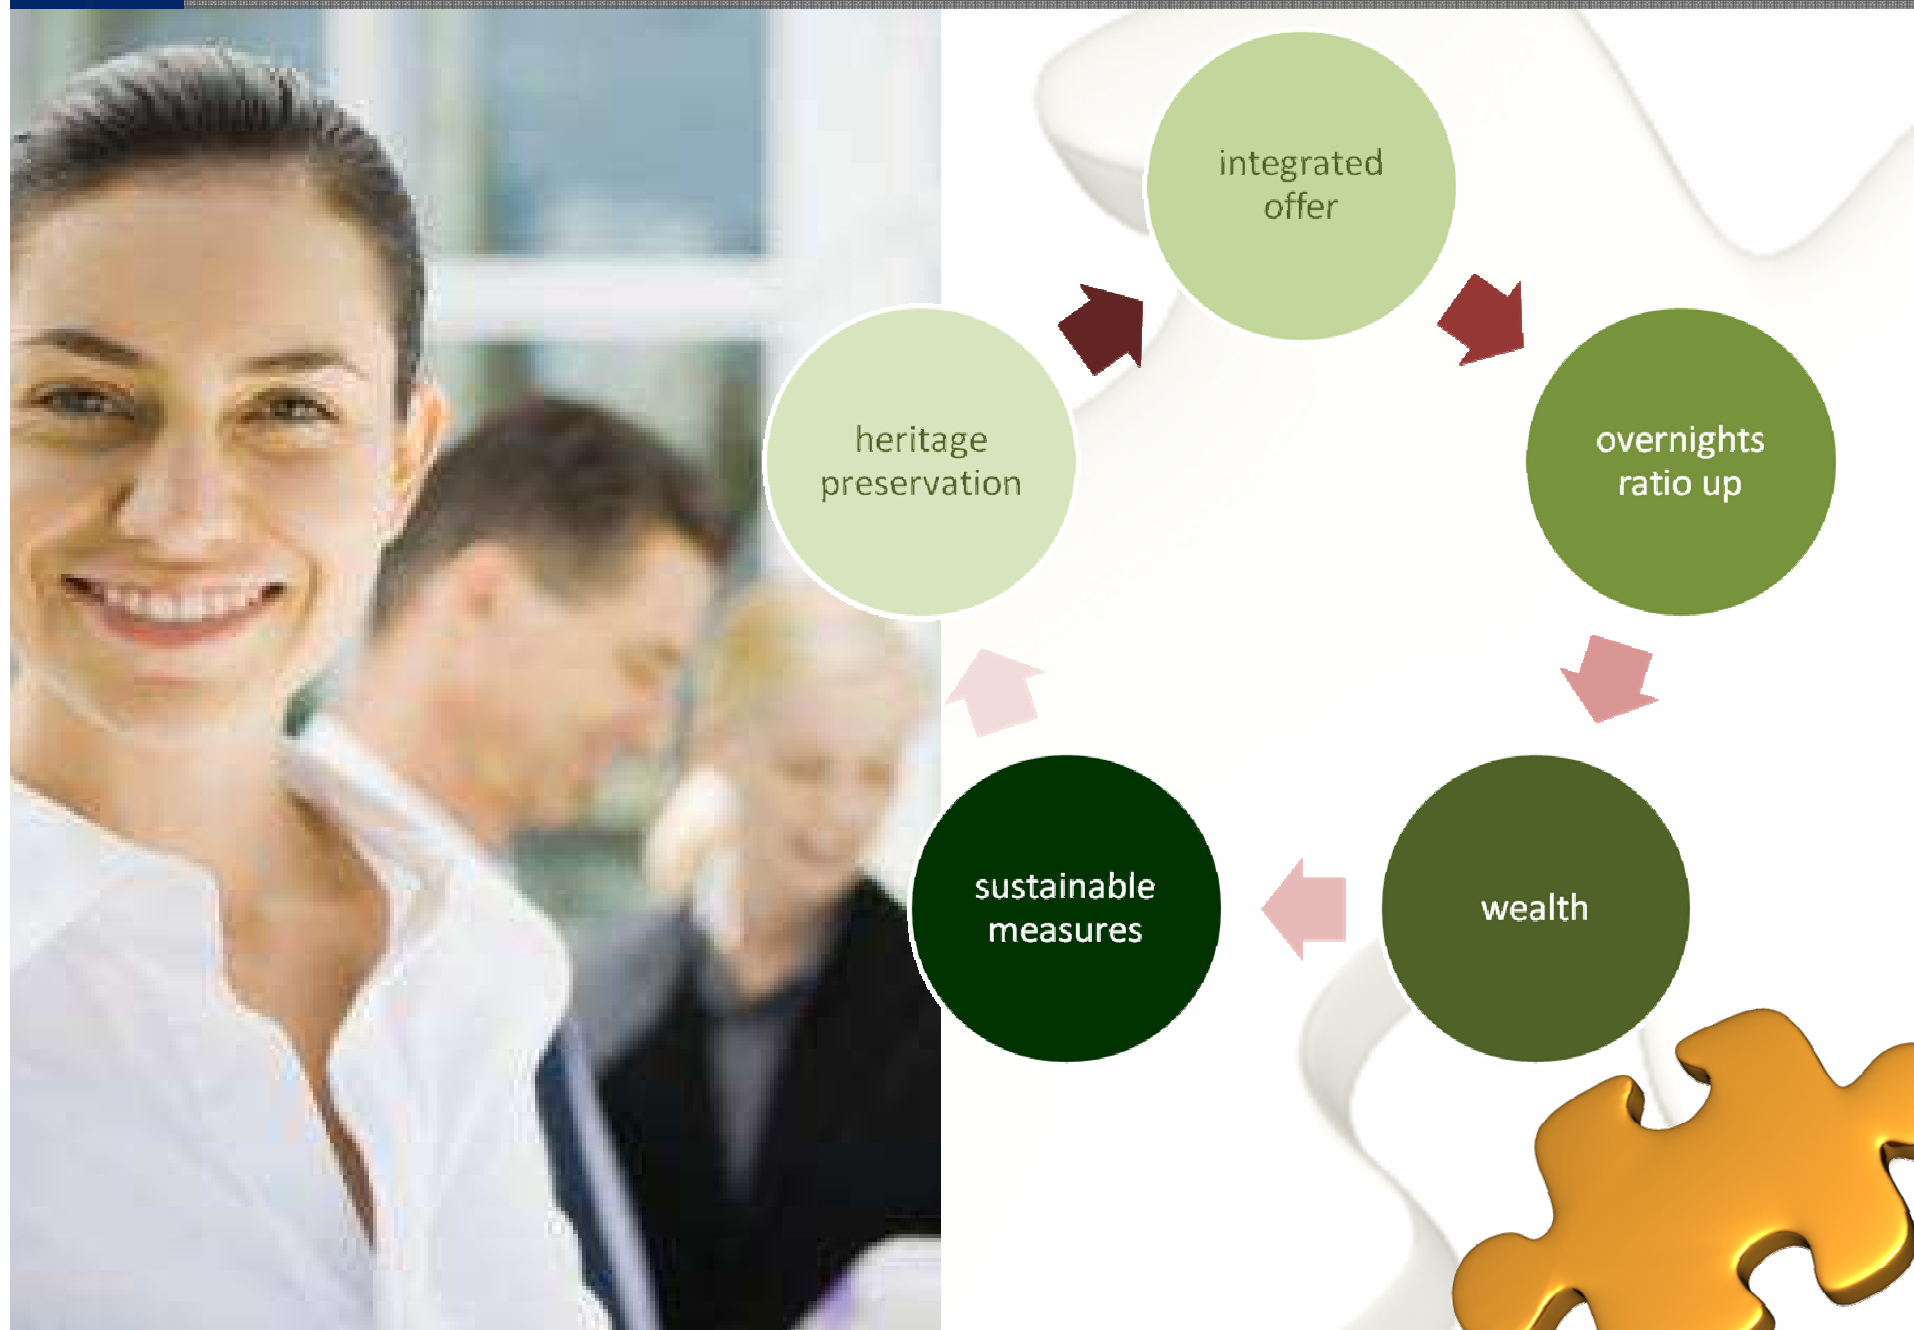 integrated
offer
overnights
ratio up
wealth
sustainable
measures
heritage
preservation